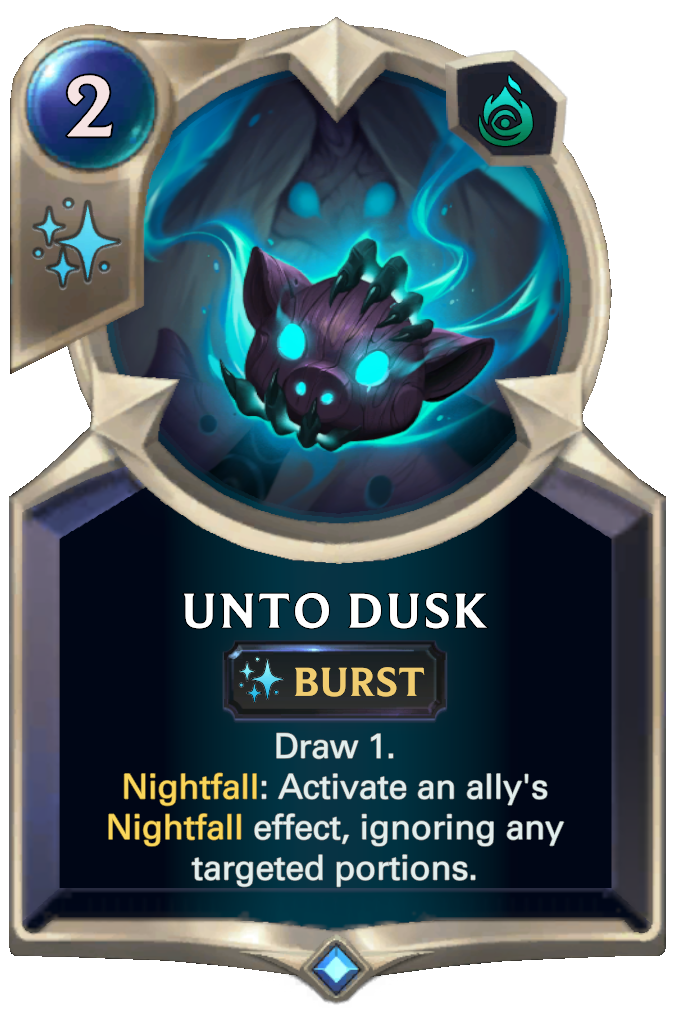 2
UNTO DUSK
BURST
Draw 1.
Nightfall: Activate an ally's
Nightfall effect, ignoring any
targeted portions.